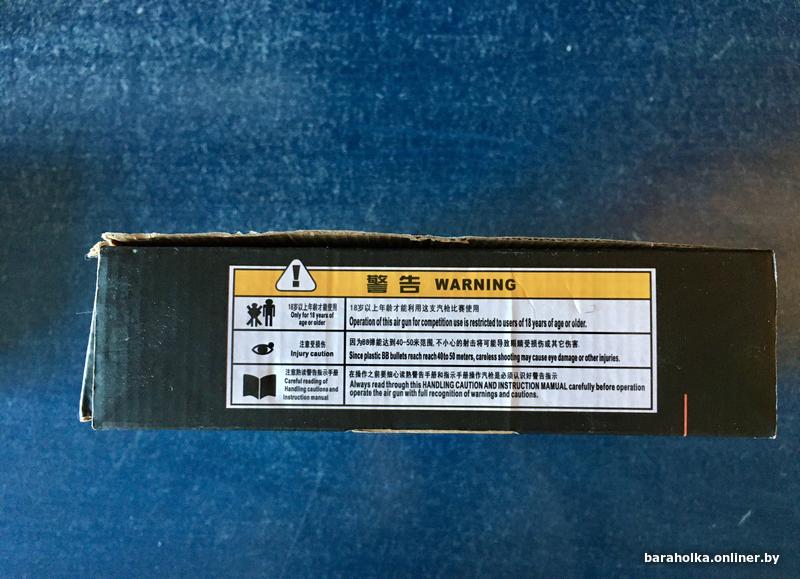 警告 WARNING
18岁以上年龄才能使用
Only for 18 years of
age or older
18岁以上年龄才能利用这支汽枪比赛使用
Operation of this air gun for competition use is restricted to users of 18 years of age or older.
注意受损伤
Injury caution
因为BB弹能达到40-50米范围,不小心的射击将可能导致眼睛受损伤或其它伤害
Since plastic BB bullets reach reach 40to 50 meters, careless shooting may cause eye damage or other injuries.
注意熟读警告指示手册
Careful reading of
Handling cautions and
Instruction manual
在操作之前要细心读熟警告手册和指示手册操作汽枪是必须认识好警告指示
Always read through this HANDLING CAUTION AND INSTRUCTION MANUAL carefully before operation
operate the air gun with full recognition of warnings and cautions.
baraholka.onliner.by